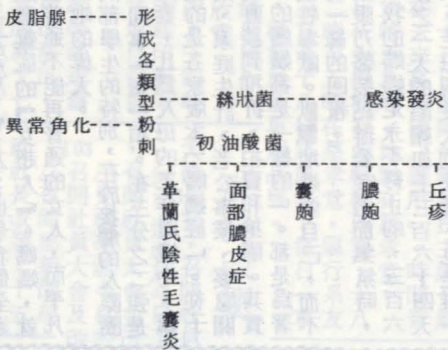 皮脂腺
異常角化
形成各類型粉刺
絲狀菌
感染發炎
初油酸菌
革蘭氏陰性毛囊炎
面部膿皮症
囊皰
膿皰
丘疹